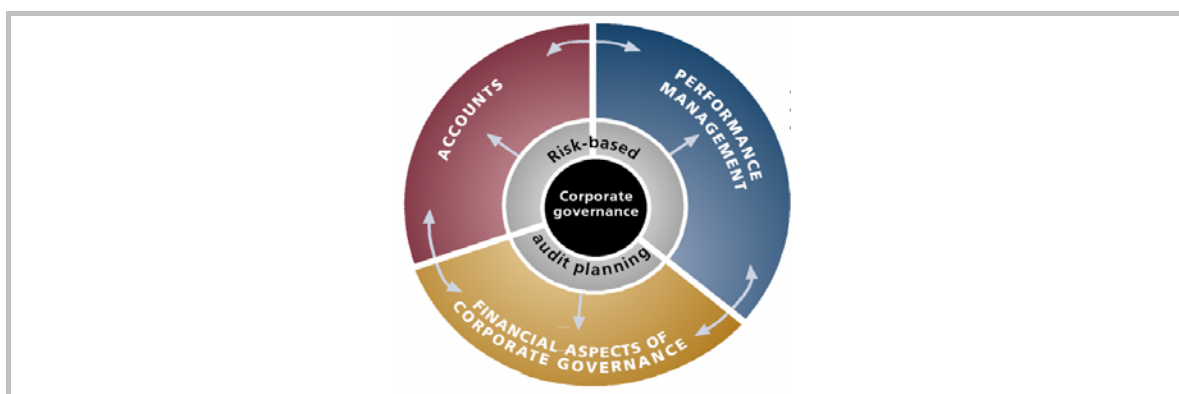 ACCOUNTS
PERFORMANCE
MANAGEMENT
Risk-based
Corporate
governance
audit planning
FINANCIAL ASPECTS OF
CORPORATE GOVERNANCE